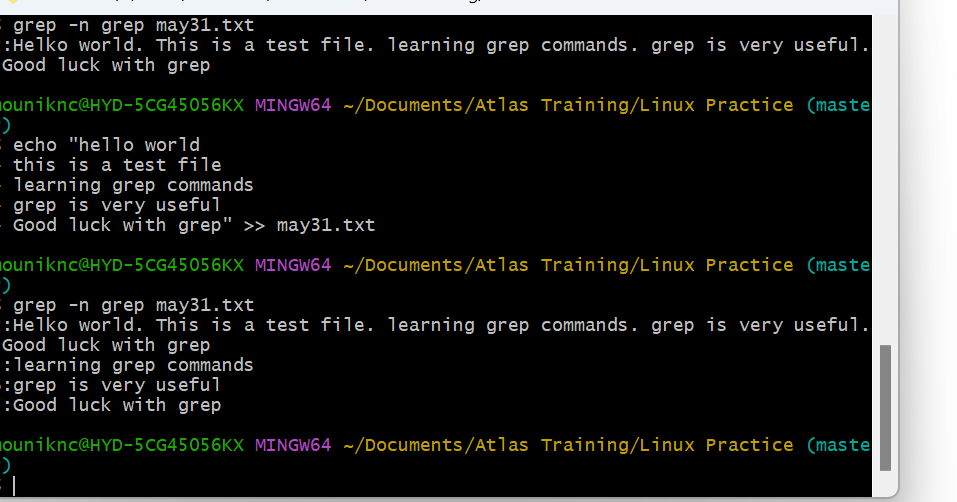 grep -n grep may31.txt
:Helko world. This is a test file. learning grep commands. grep is very useful.
Good luck with grep
ouniknc@HYD-5CG45056KX MINGW64 ~/Documents/Atlas Training/Linux Practice (maste
)
echo "hello world
this is a test file
learning grep commands
grep is very useful
Good luck with grep" >> may31.txt
ouniknc@HYD-5CG45056KX MINGW64 ~/Documents/Atlas Training/Linux Practice (maste
)
grep -n grep may31.txt
:Helko world. This is a test file. learning grep commands. grep is very useful.
Good luck with grep
:learning grep commands
:grep is very useful
:Good luck with grep
ouniknc@HYD-5CG45056KX MINGW64 ~/Documents/Atlas Training/Linux Practice (maste
)